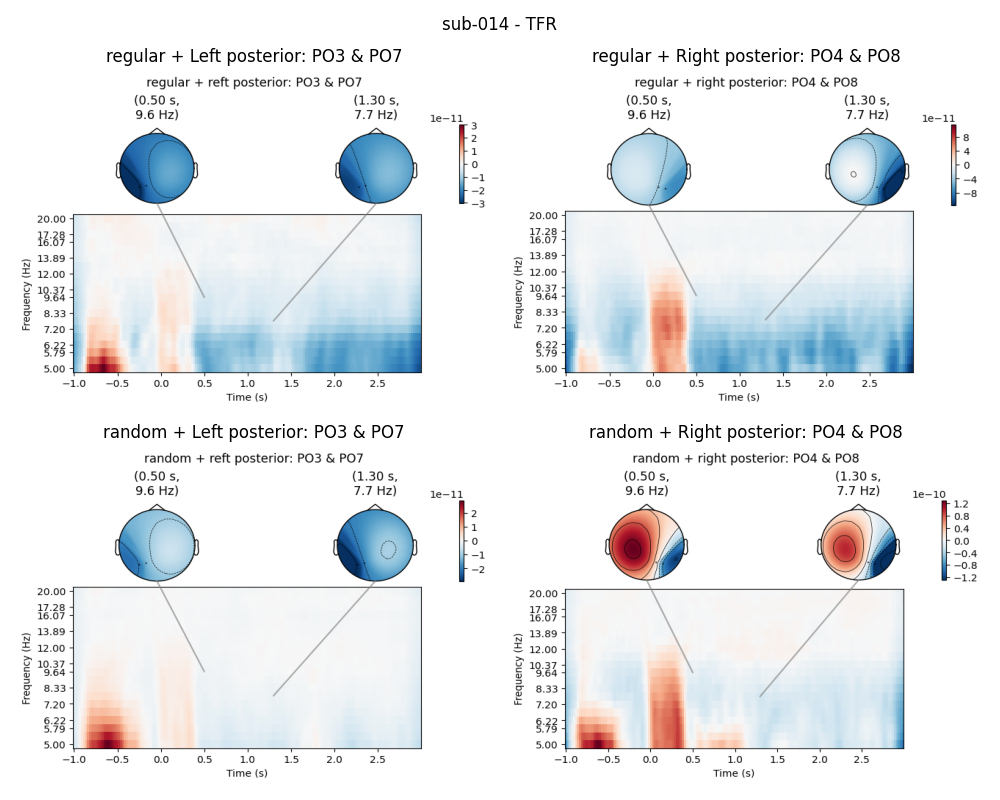 sub-014 - TFR
regular + Left posterior: PO3 & PO7
regular + reft posterior: PO3 & PO7
(0.50 s,
9.6 Hz)
(1.30 s,
7.7 Hz)
1e−11
3
2
1
0
−1
−2
−3
20.00
17.28
16.07
13.89
12.00
10.37
9.64
8.33
7.20
6.22
5.79
5.00
Frequency (Hz)
−1.0 −0.5 0.0 0.5 1.0 1.5 2.0 2.5
Time (s)
regular + Right posterior: PO4 & PO8
regular + right posterior: PO4 & PO8
(0.50 s,
9.6 Hz)
(1.30 s,
7.7 Hz)
1e−11
8
4
0
−4
−8
20.00
17.28
16.07
13.89
12.00
10.37
9.64
8.33
7.20
6.22
5.79
5.00
Frequency (Hz)
−1.0 −0.5 0.0 0.5 1.0 1.5 2.0 2.5
Time (s)
random + Left posterior: PO3 & PO7
random + reft posterior: PO3 & PO7
(0.50 s,
9.6 Hz)
(1.30 s,
7.7 Hz)
1e−11
2
1
0
−1
−2
20.00
17.28
16.07
13.89
12.00
10.37
9.64
8.33
7.20
6.22
5.79
5.00
Frequency (Hz)
−1.0 −0.5 0.0 0.5 1.0 1.5 2.0 2.5
Time (s)
random + Right posterior: PO4 & PO8
random + right posterior: PO4 & PO8
(0.50 s,
9.6 Hz)
(1.30 s,
7.7 Hz)
1e−10
1.2
0.8
0.4
0.0
−0.4
−0.8
−1.2
20.00
17.28
16.07
13.89
12.00
10.37
9.64
8.33
7.20
6.22
5.79
5.00
Frequency (Hz)
−1.0 −0.5 0.0 0.5 1.0 1.5 2.0 2.5
Time (s)